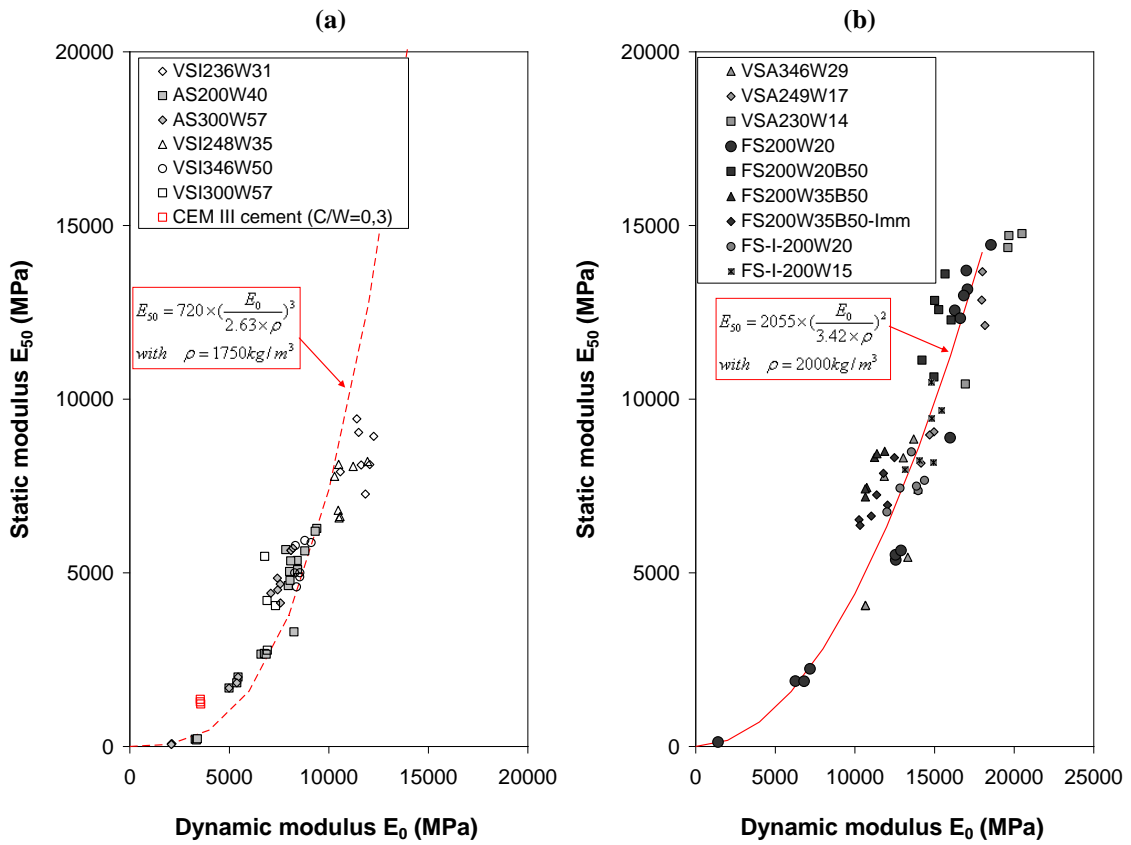 (a)
20000
15000
10000
5000
0
Static modulus E50 (MPa)
VSI236W31
AS200W40
AS300W57
VSI248W35
VSI346W50
VSI300W57
CEM III cement (C/W=0,3)
E50 = 720×(E0/2.63×ρ)^3
with ρ = 1750kg/m^3
0 5000 10000 15000 20000
Dynamic modulus E0 (MPa)
(b)
20000
15000
10000
5000
0
Static modulus E50 (MPa)
VSA346W29
VSA249W17
VSA230W14
FS200W20
FS200W20B50
FS200W35B50
FS200W35B50-Imm
FS-I-200W20
FS-I-200W15
E50 = 2055×(E0/3.42×ρ)^2
with ρ = 2000kg/m^3
0 5000 10000 15000 20000 25000
Dynamic modulus E0 (MPa)